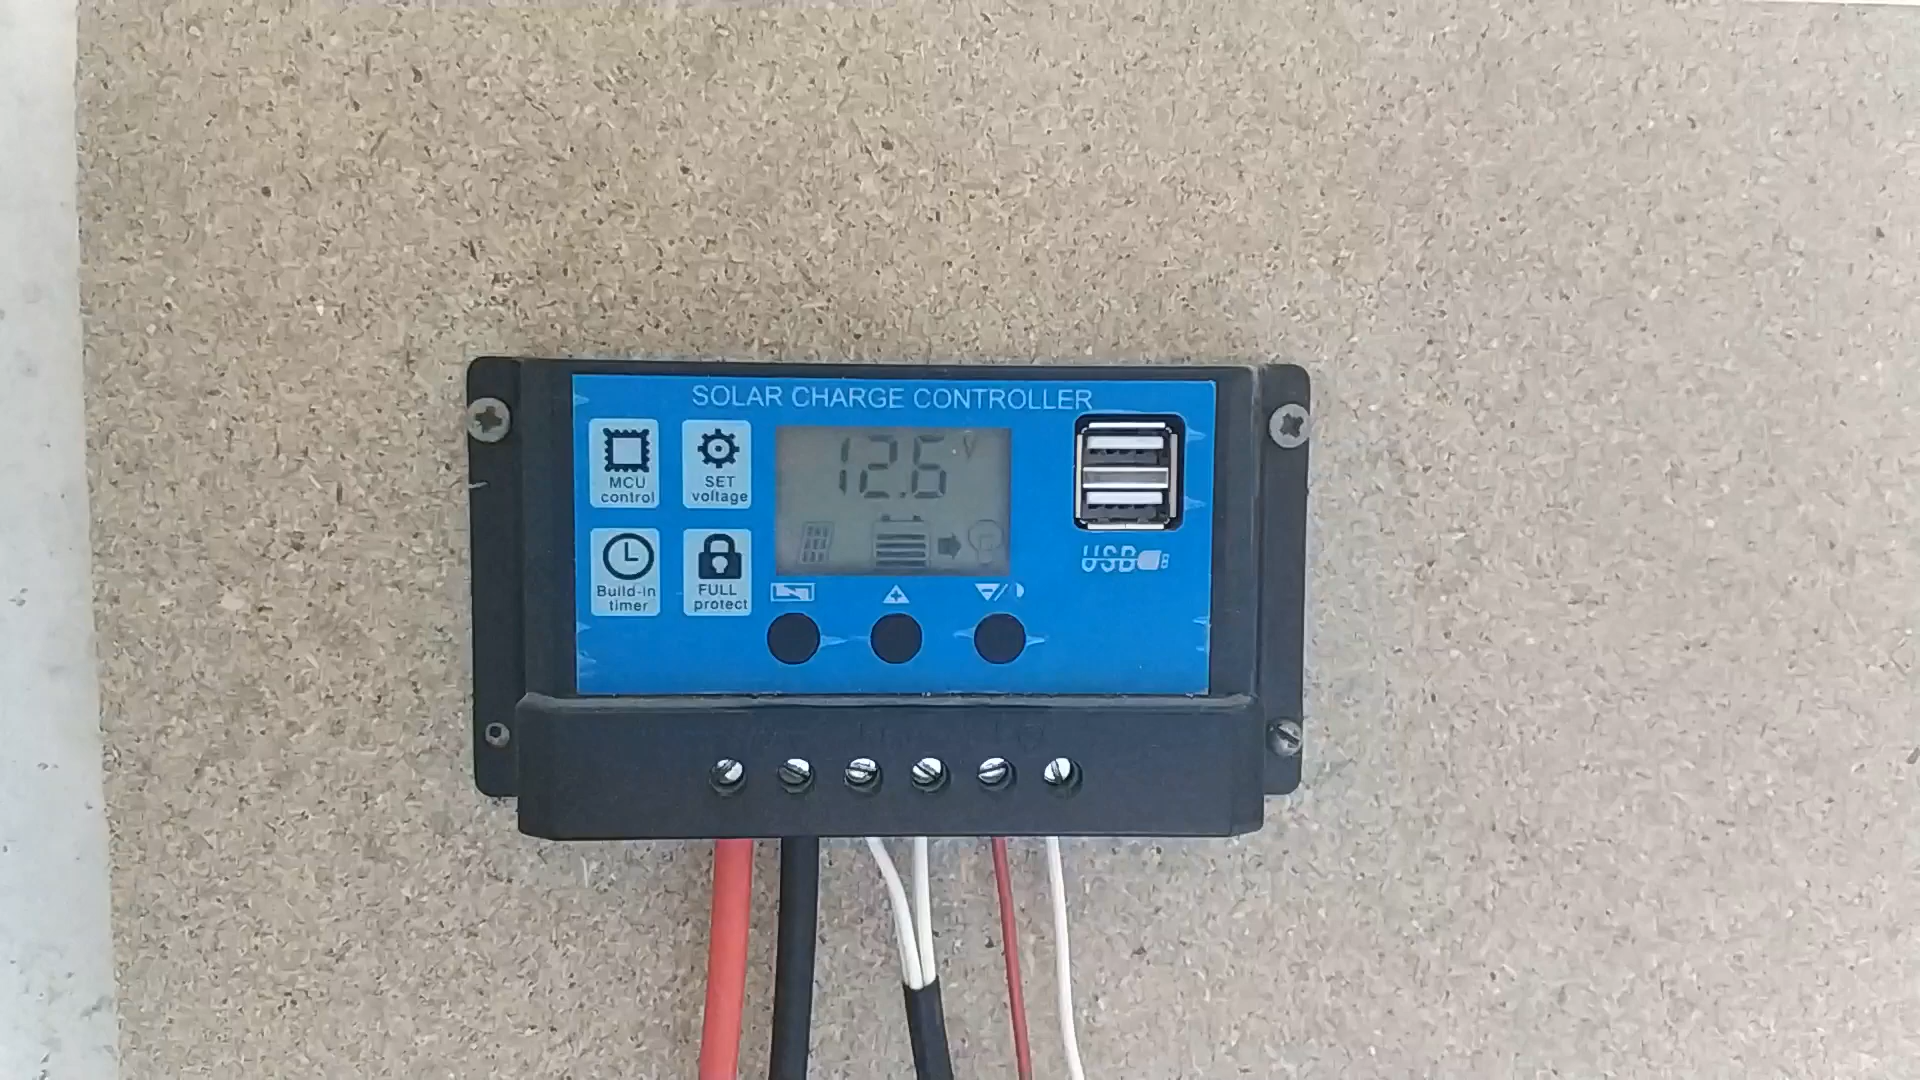 SOLAR CHARGE CONTROLLER
MCU
control
SET
voltage
12.6 V
Build-in
timer
FULL
protect
USB